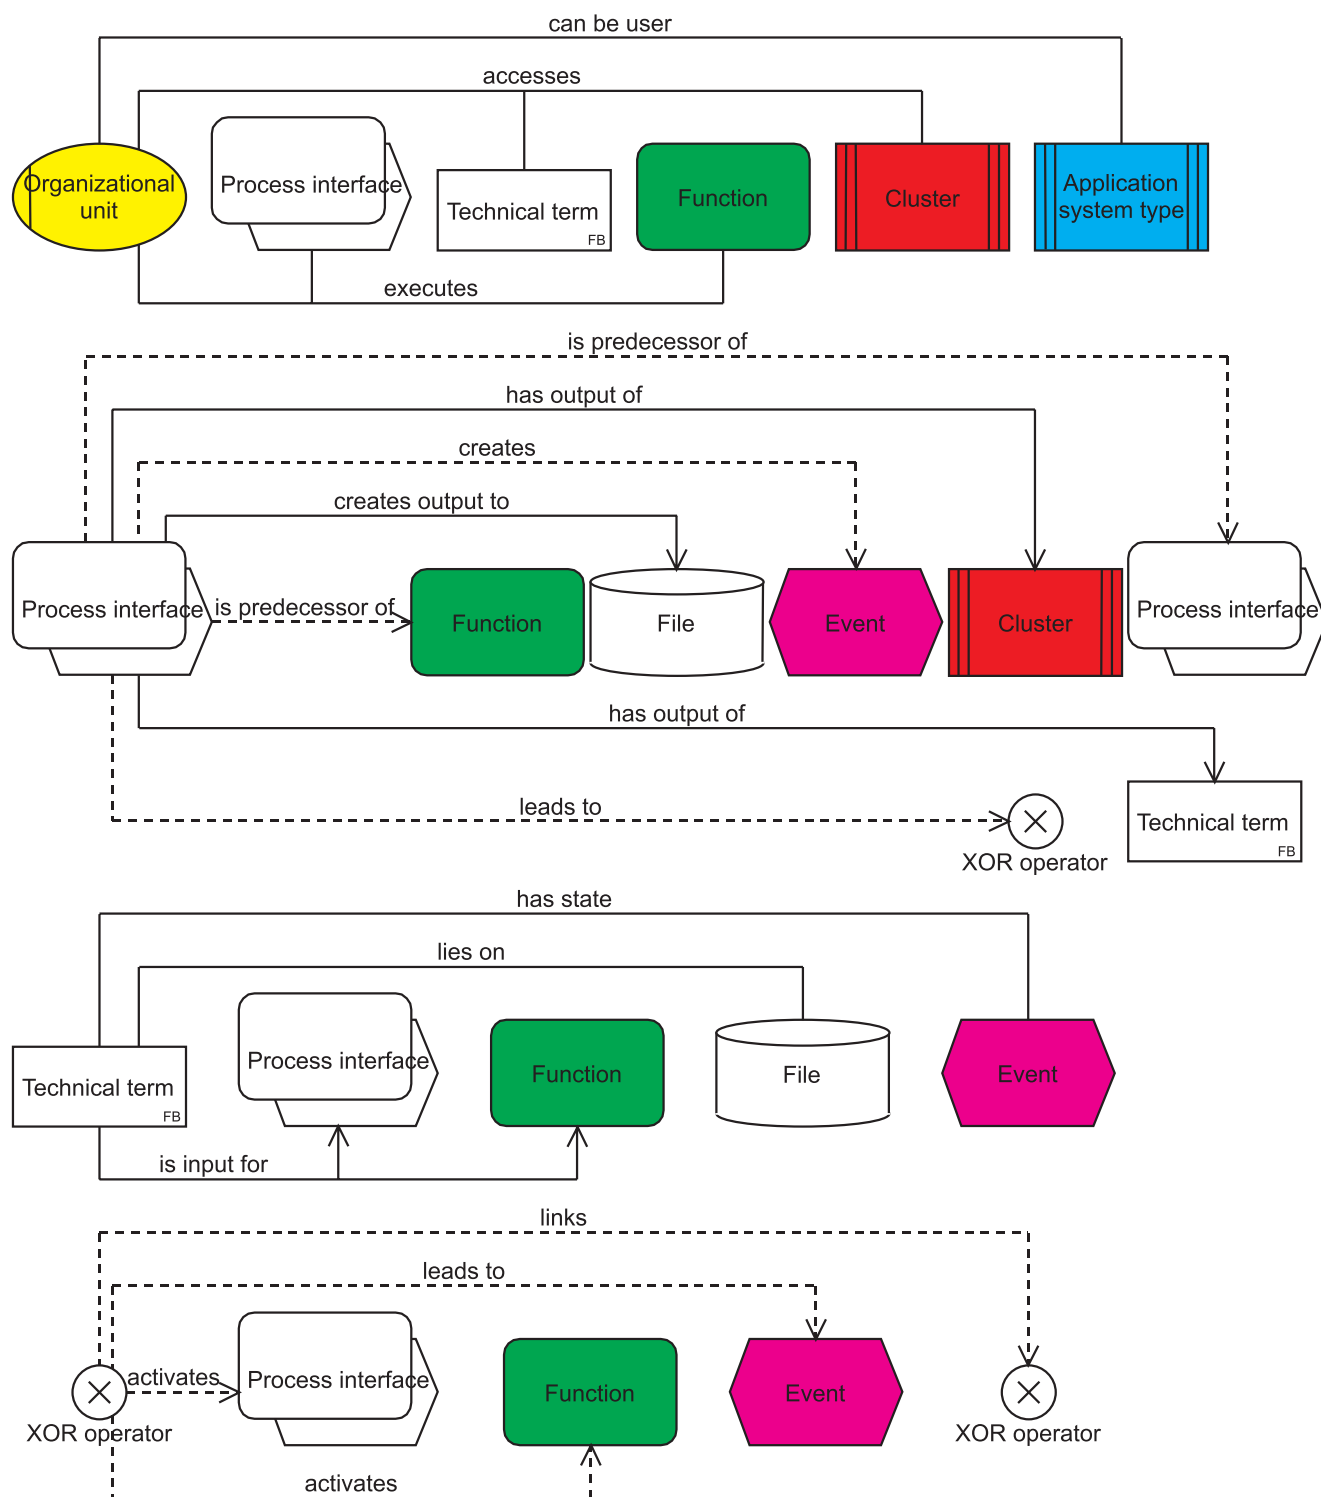 can be user
accesses
Organizational
unit
Process interface
Technical term
FB
Function
Cluster
Application
system type
executes
is predecessor of
has output of
creates
creates output to
Process interface
is predecessor of
Function
File
Event
Cluster
Process interface
has output of
leads to
XOR operator
Technical term
FB
has state
lies on
Technical term
FB
Process interface
Function
File
Event
is input for
links
leads to
XOR operator
activates
Process interface
Function
Event
XOR operator
activates